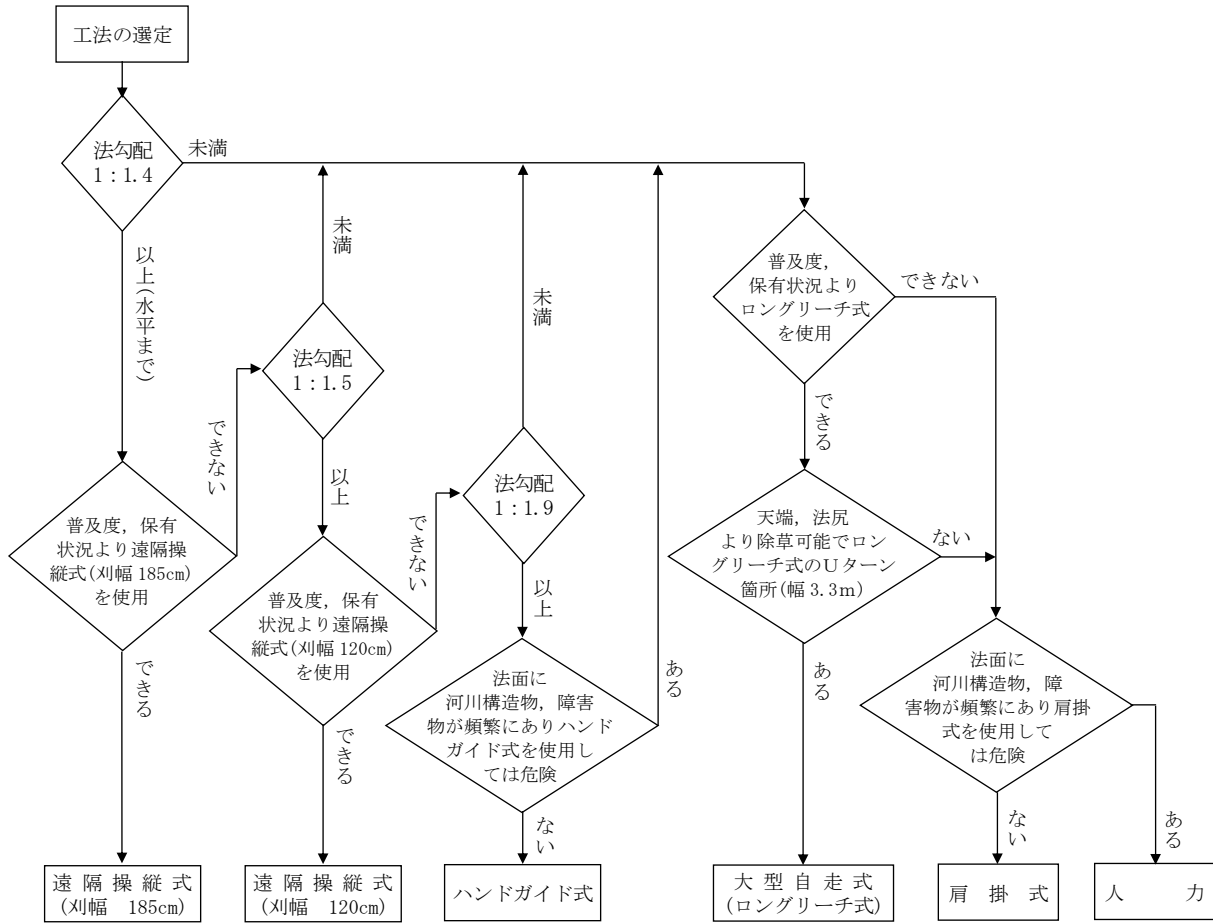 工法の選定
法勾配
1：1.4
未満
以上(水平まで)
普及度，保有
状況より遠隔操
縦式(刈幅 185cm)
を使用
できない
できる
法勾配
1：1.5
未満
以上
普及度，保有
状況より遠隔操
縦式(刈幅 120cm)
を使用
できない
できる
法勾配
1：1.9
未満
以上
法面に
河川構造物，障害
物が頻繁にありハンド
ガイド式を使用し
ては危険
ある
ない
普及度，
保有状況より
ロングリーチ式
を使用
できない
できる
天端，法尻
より除草可能でロン
グリーチ式のＵターン
箇所(幅 3.3ｍ)
ない
ある
法面に
河川構造物，障
害物が頻繁にあり肩掛
式を使用して
は危険
ない
ある
遠 隔 操 縦 式
(刈幅　185cm)
遠 隔 操 縦 式
(刈幅　120cm)
ハンドガイド式
大 型 自 走 式
(ロングリーチ式)
肩　掛　式
人　　　力